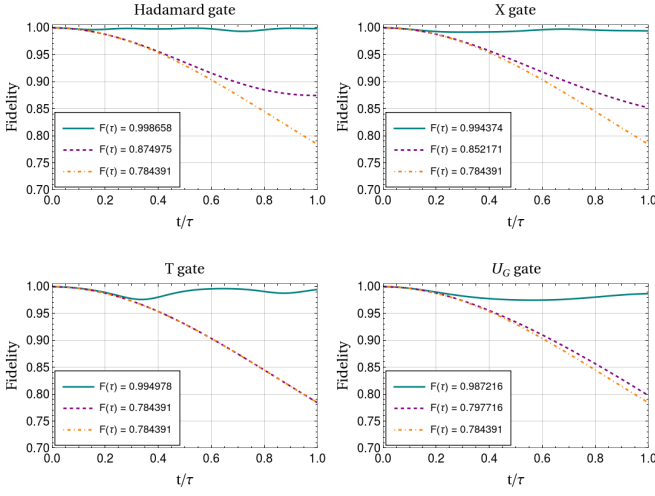 Hadamard gate
Fidelity
1.00
0.95
0.90
0.85
0.80
0.75
0.70
F(τ) = 0.998658
F(τ) = 0.874975
F(τ) = 0.784391
0.0 0.2 0.4 0.6 0.8 1.0
t/τ
X gate
Fidelity
1.00
0.95
0.90
0.85
0.80
0.75
0.70
F(τ) = 0.994374
F(τ) = 0.852171
F(τ) = 0.784391
0.0 0.2 0.4 0.6 0.8 1.0
t/τ
T gate
Fidelity
1.00
0.95
0.90
0.85
0.80
0.75
0.70
F(τ) = 0.994978
F(τ) = 0.784391
F(τ) = 0.784391
0.0 0.2 0.4 0.6 0.8 1.0
t/τ
U_G gate
Fidelity
1.00
0.95
0.90
0.85
0.80
0.75
0.70
F(τ) = 0.987216
F(τ) = 0.797716
F(τ) = 0.784391
0.0 0.2 0.4 0.6 0.8 1.0
t/τ